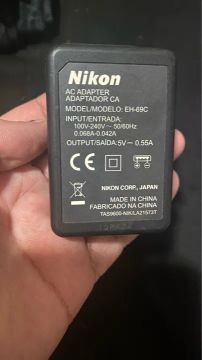 Nikon
AC ADAPTER
ADAPTADOR CA
MODEL/MODELO: EH-69C
INPUT/ENTRADA:
100V-240V ~ 50/60Hz
0.068A-0.042A
OUTPUT/SAÍDA:5V ⎓ 0.55A
CE
NIKON CORP., JAPAN
MADE IN CHINA
FABRICADO NA CHINA